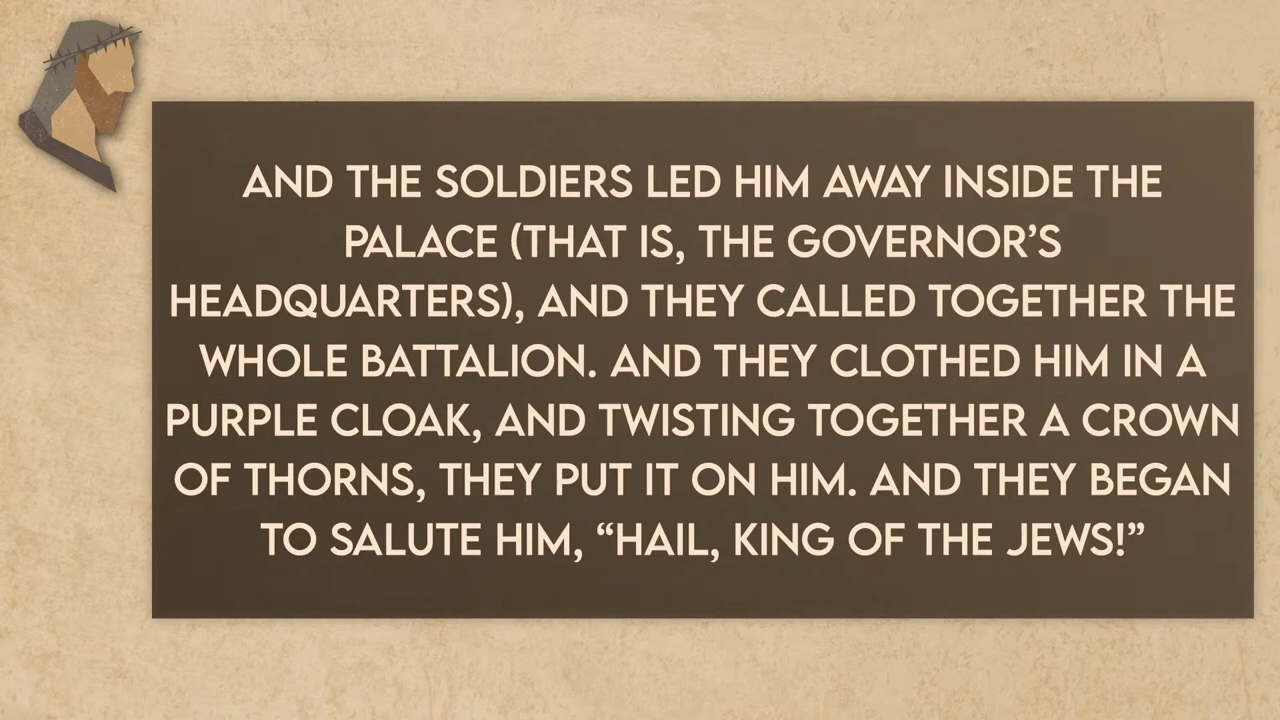 AND THE SOLDIERS LED HIM AWAY INSIDE THE
PALACE (THAT IS, THE GOVERNOR’S
HEADQUARTERS), AND THEY CALLED TOGETHER THE
WHOLE BATTALION. AND THEY CLOTHED HIM IN A
PURPLE CLOAK, AND TWISTING TOGETHER A CROWN
OF THORNS, THEY PUT IT ON HIM. AND THEY BEGAN
TO SALUTE HIM, “HAIL, KING OF THE JEWS!”